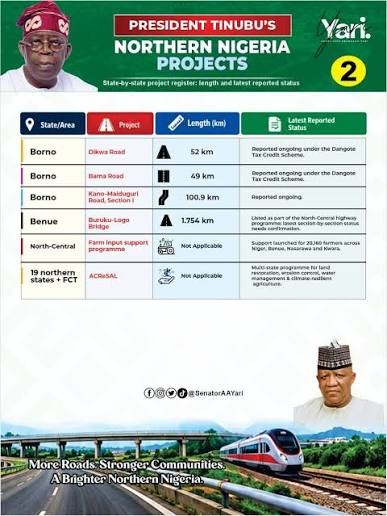 PRESIDENT TINUBU'S
NORTHERN NIGERIA
PROJECTS
State-by-state project register: length and latest reported status
Yari.
2
State/Area
Project
Length (km)
Latest Reported
Status
Borno
Dikwa Road
52 km
Reported ongoing under the Dangote
Tax Credit Scheme.
Borno
Bama Road
49 km
Reported ongoing under the Dangote
Tax Credit Scheme.
Borno
Kano-Maiduguri
Road, Section I
100.9 km
Reported ongoing.
Benue
Buruku-Logo
Bridge
1.754 km
Listed as part of the North-Central highway
programme latest section-by-section status
needs confirmation.
North-Central
Farm input support
programme
Not Applicable
Support launched for farmers across
Niger, Benue, Nasarawa and Kwara.
19 northern
states + FCT
ACReSAL
Not Applicable
Multi-state programme for land
restoration, erosion control, water
management & climate-resilient
agriculture.
@SenatorAAYari
More Roads. Stronger Communities.
A Brighter Northern Nigeria.